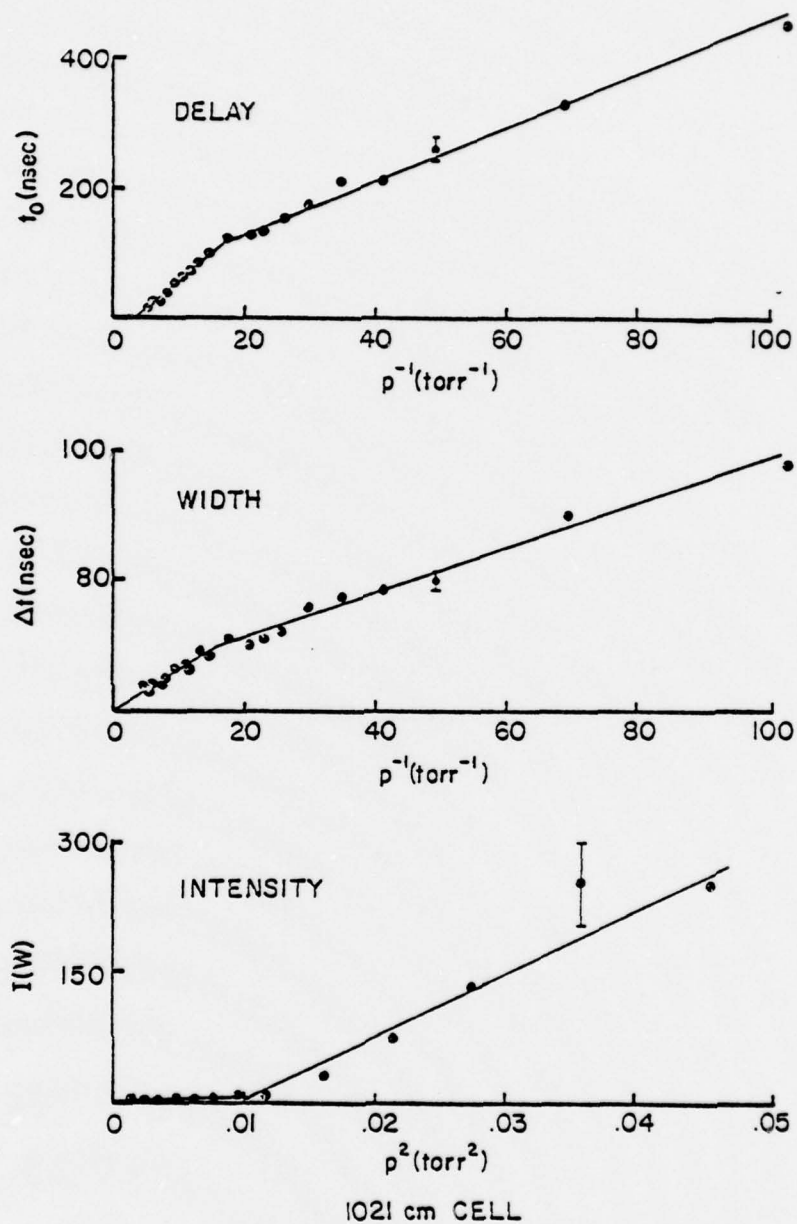 400
DELAY
t₀(nsec)
200
0 20 40 60 80 100
p⁻¹(torr⁻¹)
100
WIDTH
Δt(nsec)
80
0 20 40 60 80 100
p⁻¹(torr⁻¹)
300
INTENSITY
I(W)
150
0 .01 .02 .03 .04 .05
p²(torr²)
1021 cm CELL